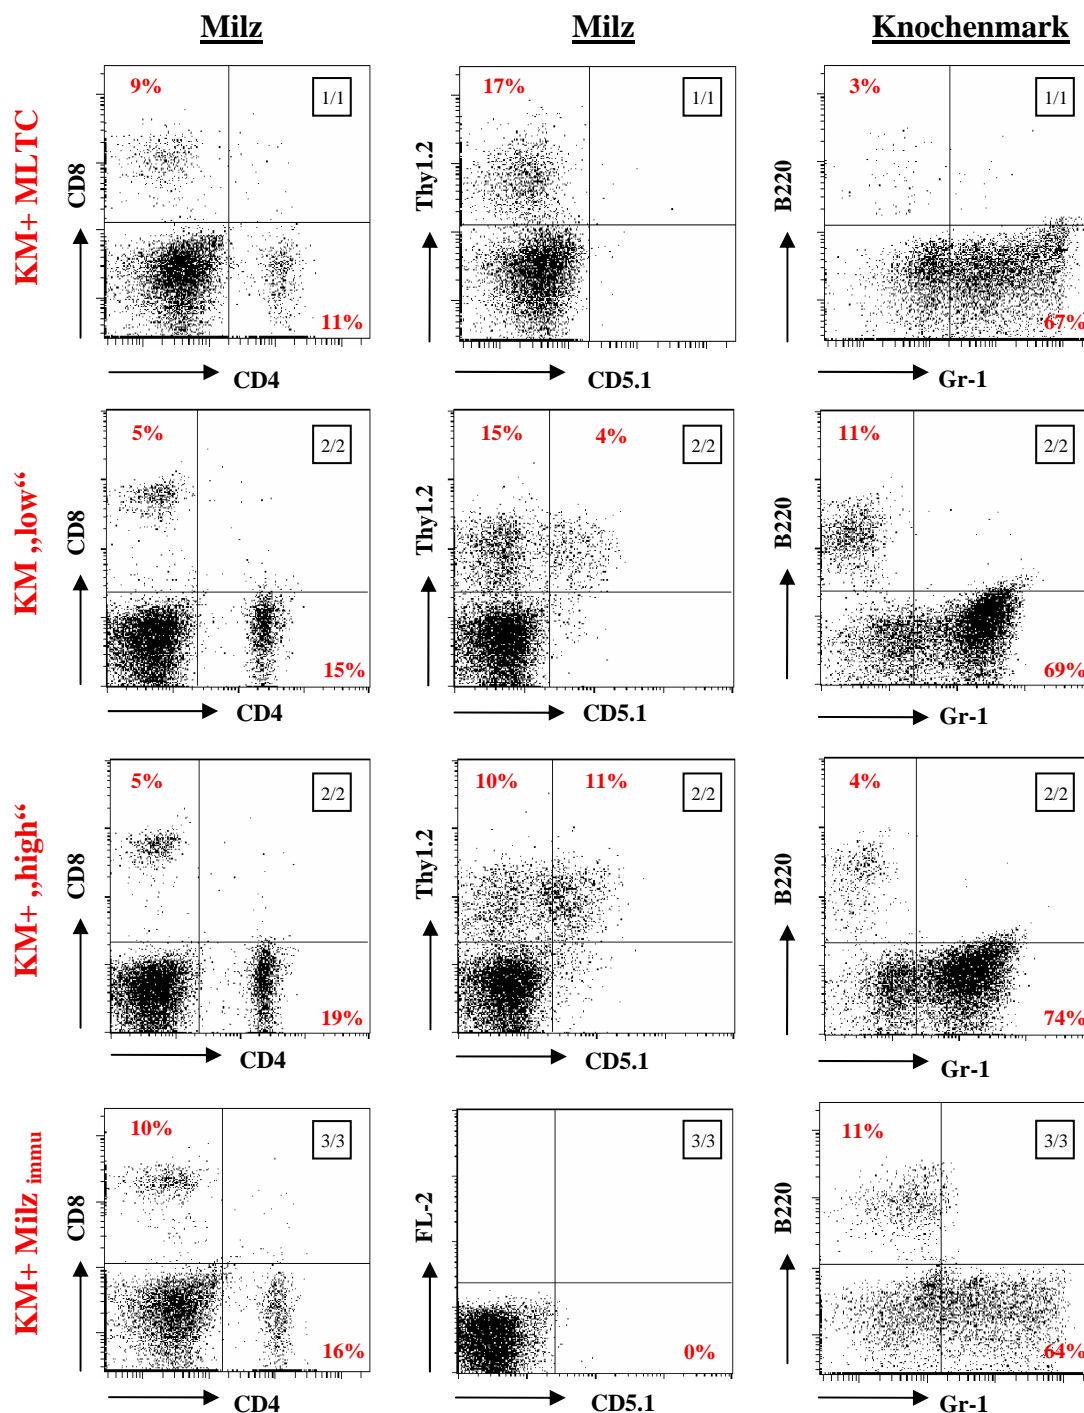 Milz
Milz
Knochenmark
KM+ MLTC
9%
1/1
CD8
11%
CD4
17%
1/1
Thy1.2
CD5.1
3%
1/1
B220
67%
Gr-1
KM „low“
5%
2/2
CD8
15%
CD4
15%
4%
2/2
Thy1.2
CD5.1
11%
2/2
B220
69%
Gr-1
KM+ „high“
5%
2/2
CD8
19%
CD4
10%
11%
2/2
Thy1.2
CD5.1
4%
2/2
B220
74%
Gr-1
KM+ Milz immu
10%
3/3
CD8
16%
CD4
3/3
FL-2
0%
CD5.1
11%
3/3
B220
64%
Gr-1